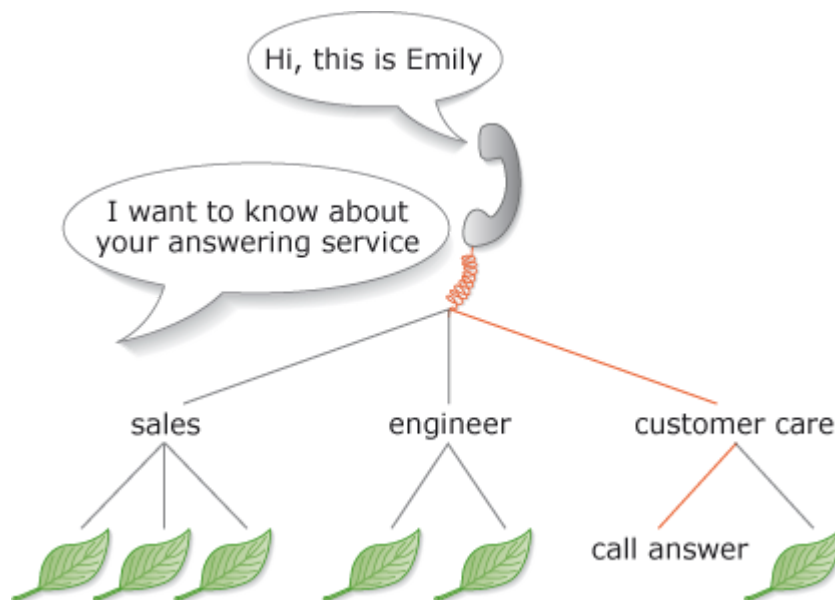 Hi, this is Emily
I want to know about
your answering service
sales
engineer
customer care
call answer